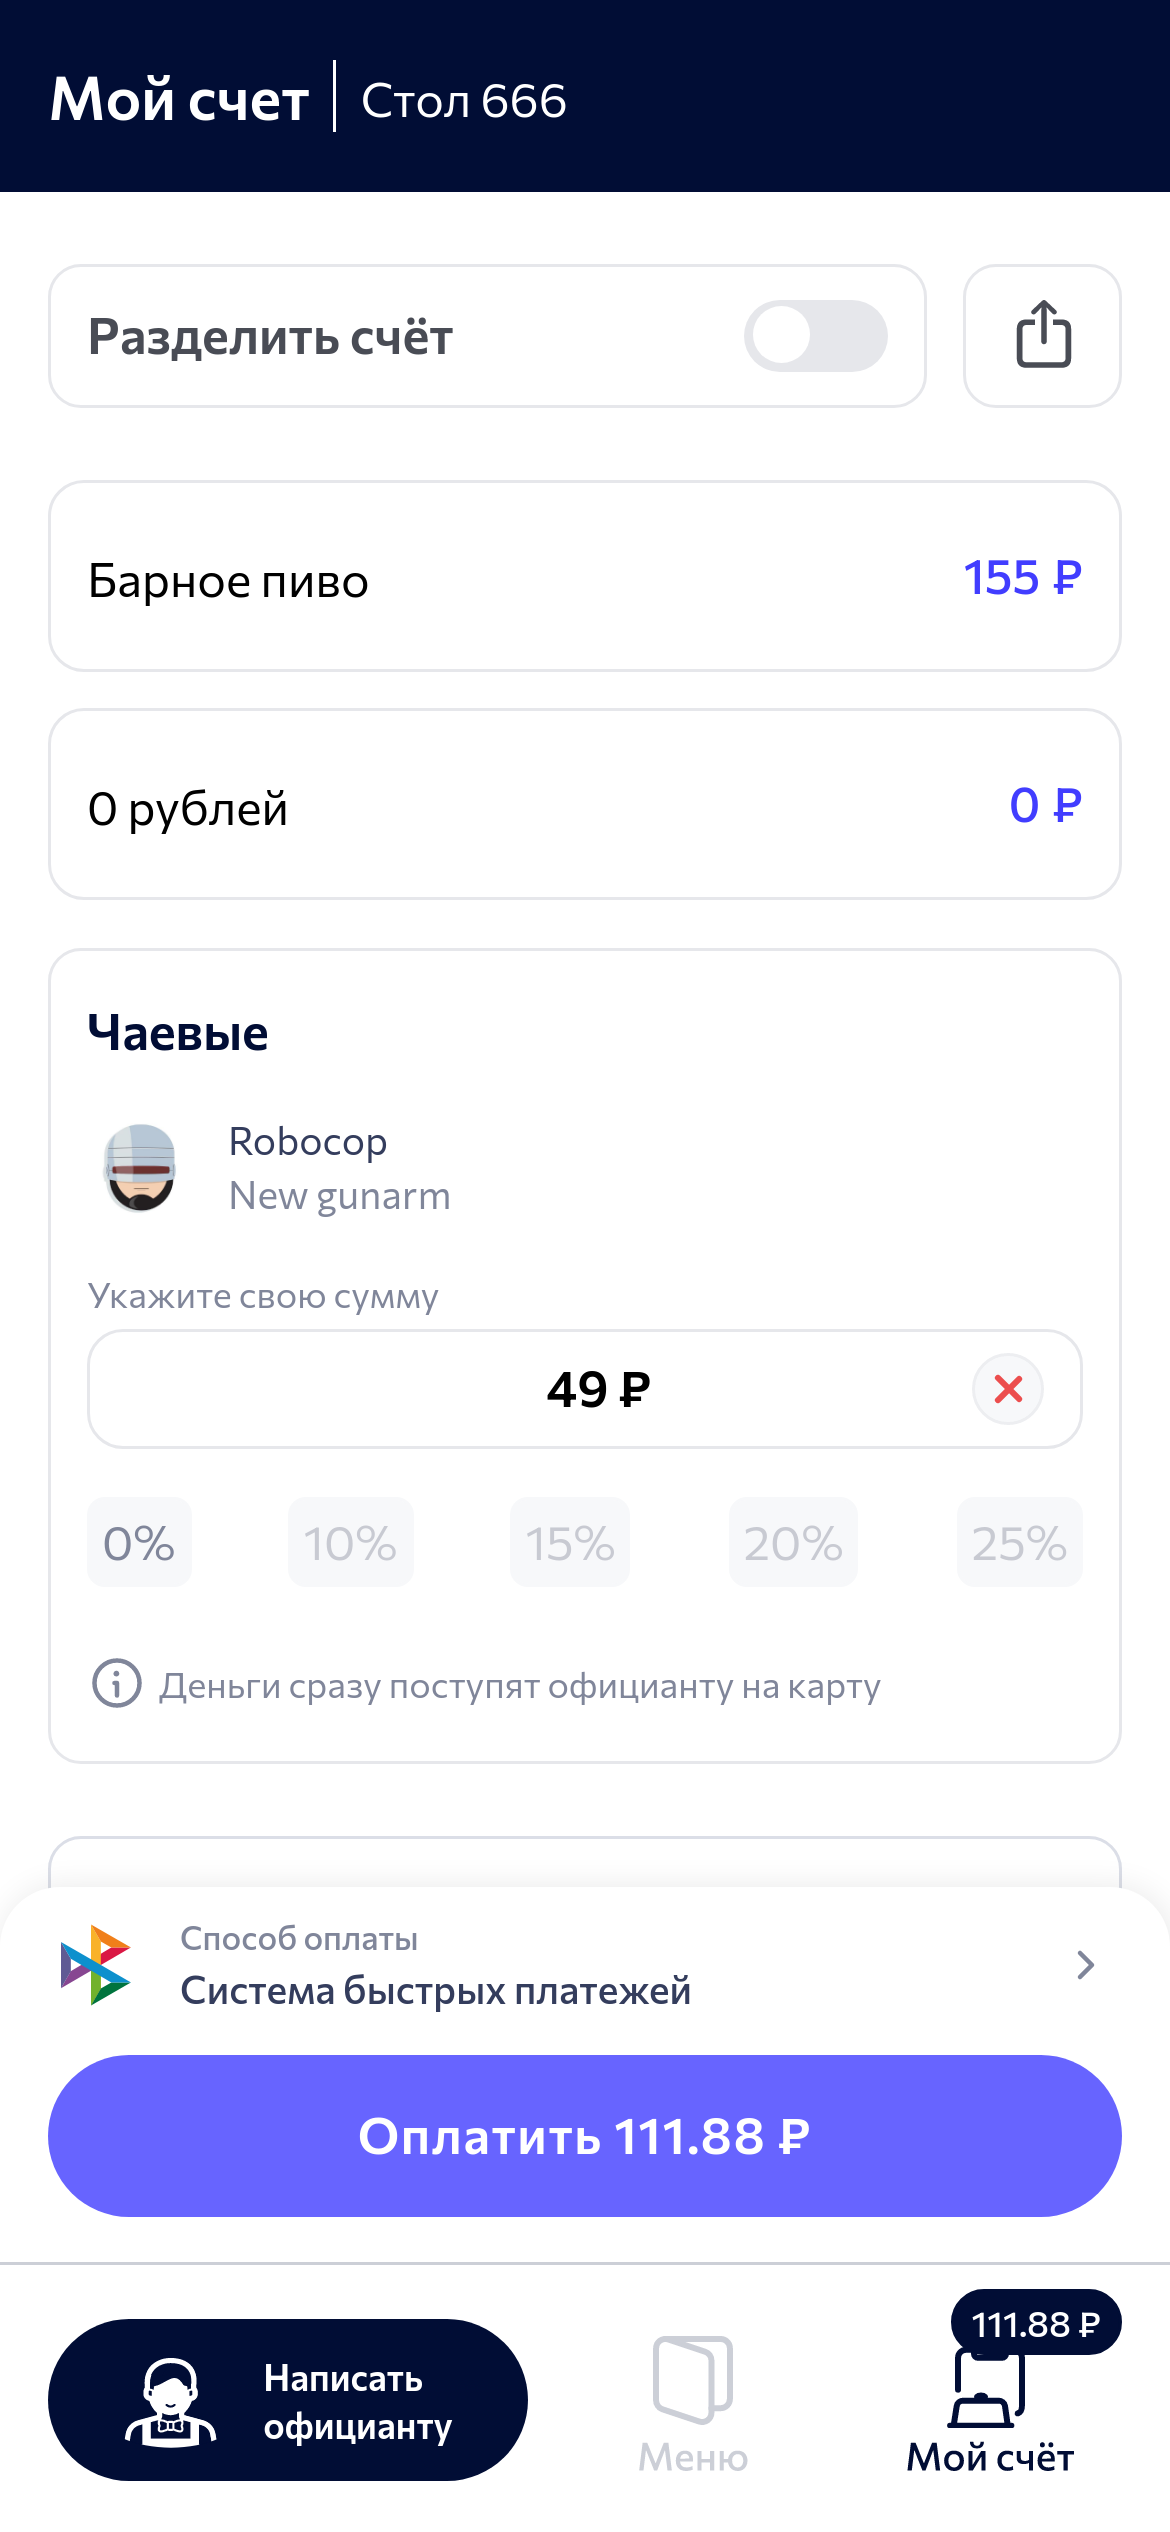 Мой счет
Стол 666
Разделить счёт
Барное пиво
155 ₽
0 рублей
0 ₽
Чаевые
Robocop
New gunarm
Укажите свою сумму
49 ₽
0%
10%
15%
20%
25%
Деньги сразу поступят официанту на карту
Способ оплаты
Система быстрых платежей
Оплатить 111.88 ₽
Написать
официанту
Меню
111.88 ₽
Мой счёт